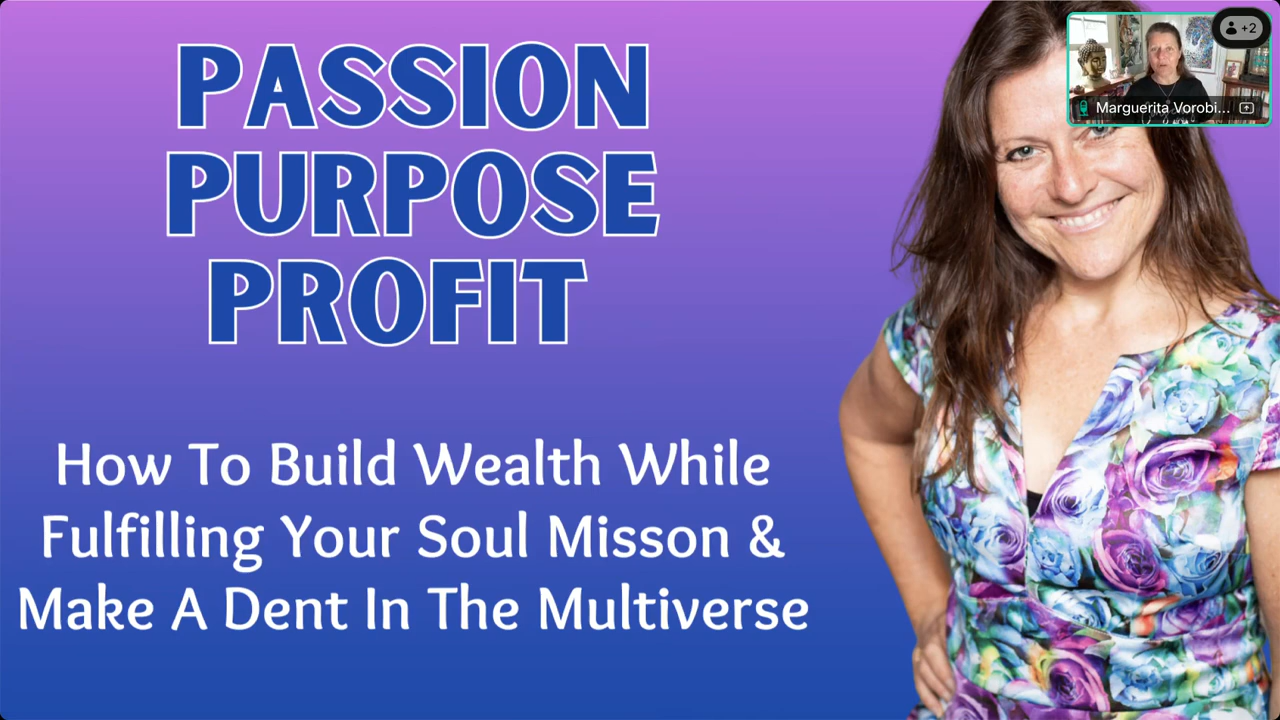 PASSION
PURPOSE
PROFIT
How To Build Wealth While
Fulfilling Your Soul Misson &
Make A Dent In The Multiverse
+2
Marguerita Vorobi...